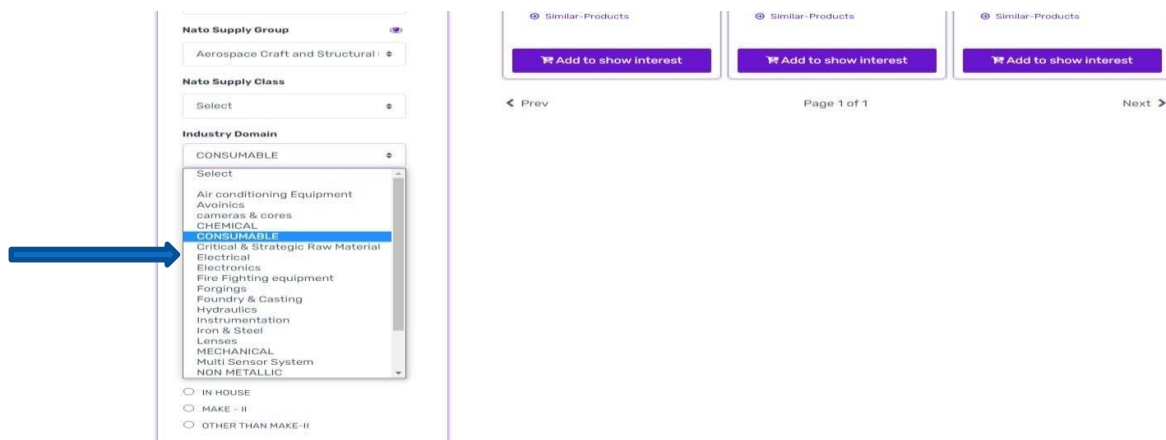 Nato Supply Group
Aerospace Craft and Structural
Nato Supply Class
Select
Industry Domain
CONSUMABLE
Select
Air conditioning Equipment
Avoinics
cameras & cores
CHEMICAL
CONSUMABLE
Critical & Strategic Raw Material
Electrical
Electronics
Fire Fighting equipment
Forgings
Foundry & Casting
Hydraulics
Instrumentation
Iron & Steel
Lenses
MECHANICAL
Multi Sensor System
NON METALLIC
IN HOUSE
MAKE - II
OTHER THAN MAKE-II
Similar-Products Similar-Products Similar-Products
Add to show interest Add to show interest Add to show interest
Prev Page 1 of 1 Next